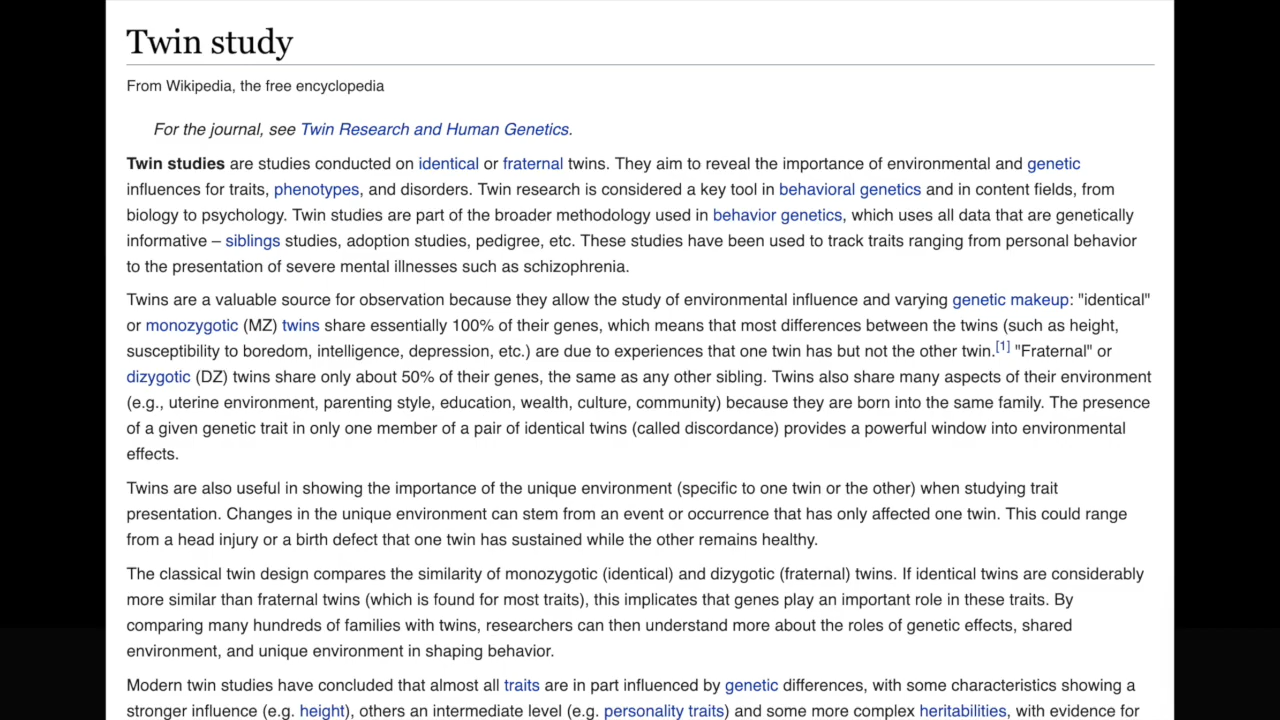 Twin study
From Wikipedia, the free encyclopedia
For the journal, see Twin Research and Human Genetics.
Twin studies are studies conducted on identical or fraternal twins. They aim to reveal the importance of environmental and genetic
influences for traits, phenotypes, and disorders. Twin research is considered a key tool in behavioral genetics and in content fields, from
biology to psychology. Twin studies are part of the broader methodology used in behavior genetics, which uses all data that are genetically
informative – siblings studies, adoption studies, pedigree, etc. These studies have been used to track traits ranging from personal behavior
to the presentation of severe mental illnesses such as schizophrenia.
Twins are a valuable source for observation because they allow the study of environmental influence and varying genetic makeup: "identical"
or monozygotic (MZ) twins share essentially 100% of their genes, which means that most differences between the twins (such as height,
susceptibility to boredom, intelligence, depression, etc.) are due to experiences that one twin has but not the other twin.[1] "Fraternal" or
dizygotic (DZ) twins share only about 50% of their genes, the same as any other sibling. Twins also share many aspects of their environment
(e.g., uterine environment, parenting style, education, wealth, culture, community) because they are born into the same family. The presence
of a given genetic trait in only one member of a pair of identical twins (called discordance) provides a powerful window into environmental
effects.
Twins are also useful in showing the importance of the unique environment (specific to one twin or the other) when studying trait
presentation. Changes in the unique environment can stem from an event or occurrence that has only affected one twin. This could range
from a head injury or a birth defect that one twin has sustained while the other remains healthy.
The classical twin design compares the similarity of monozygotic (identical) and dizygotic (fraternal) twins. If identical twins are considerably
more similar than fraternal twins (which is found for most traits), this implicates that genes play an important role in these traits. By
comparing many hundreds of families with twins, researchers can then understand more about the roles of genetic effects, shared
environment, and unique environment in shaping behavior.
Modern twin studies have concluded that almost all traits are in part influenced by genetic differences, with some characteristics showing a
stronger influence (e.g. height), others an intermediate level (e.g. personality traits) and some more complex heritabilities, with evidence for